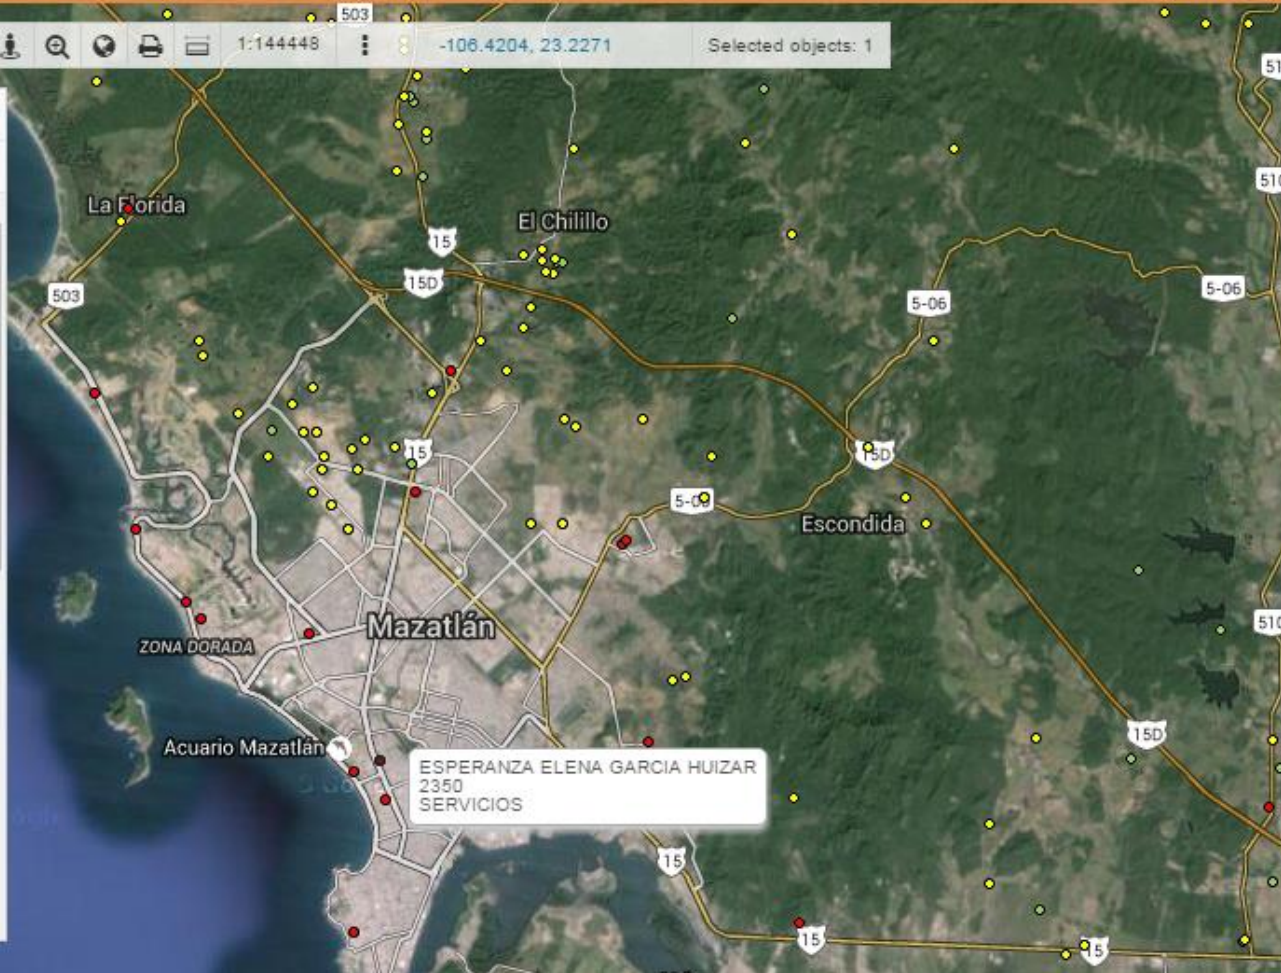 503
1:144448
-106.4204, 23.2271
Selected objects: 1
La Florida
El Chilillo
15
15D
510
503
5-06
5-06
15
15D
Escondida
Mazatlán
ZONA DORADA
510
15D
Acuario Mazatlán
ESPERANZA ELENA GARCIA HUIZAR
2350
SERVICIOS
15
15
15